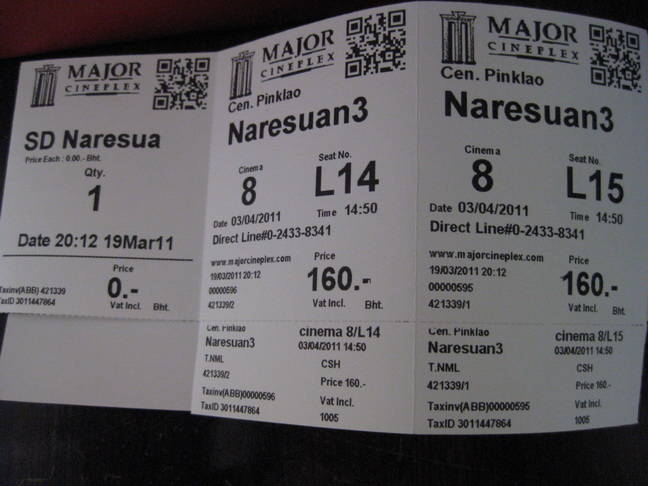 MAJOR
CINEPLEX
SD Naresua
Price Each : 0.00.- Bht.
Qty.
1
Date 20:12 19Mar11
Price
0.-
Taxinv(ABB) 421339
Vat Incl. Bht.
TaxID 3011447864
MAJOR
CINEPLEX
Cen. Pinklao
Naresuan3
Cinema Seat No.
8 L14
Date 03/04/2011 Time 14:50
Direct Line#0-2433-8341
www.majorcineplex.com Price
19/03/2011 20:12
00000596 160.-
421339/2 Vat Incl. Bht.
Cen. Pinklao cinema 8/L14
Naresuan3 03/04/2011 14:50
T.NML CSH
421339/2 Price 160.-
Taxinv(ABB)00000596 Vat Incl.
TaxID 3011447864 1005
MAJOR
CINEPLEX
Cen. Pinklao
Naresuan3
Cinema Seat No.
8 L15
Date 03/04/2011 Time 14:50
Direct Line#0-2433-8341
www.majorcineplex.com Price
19/03/2011 20:12
00000595 160.-
421339/1 Vat Incl. Bht.
Cen. Pinklao cinema 8/L15
Naresuan3 03/04/2011 14:50
T.NML CSH
421339/1 Price 160.-
Taxinv(ABB)00000595 Vat Incl.
TaxID 3011447864 1005